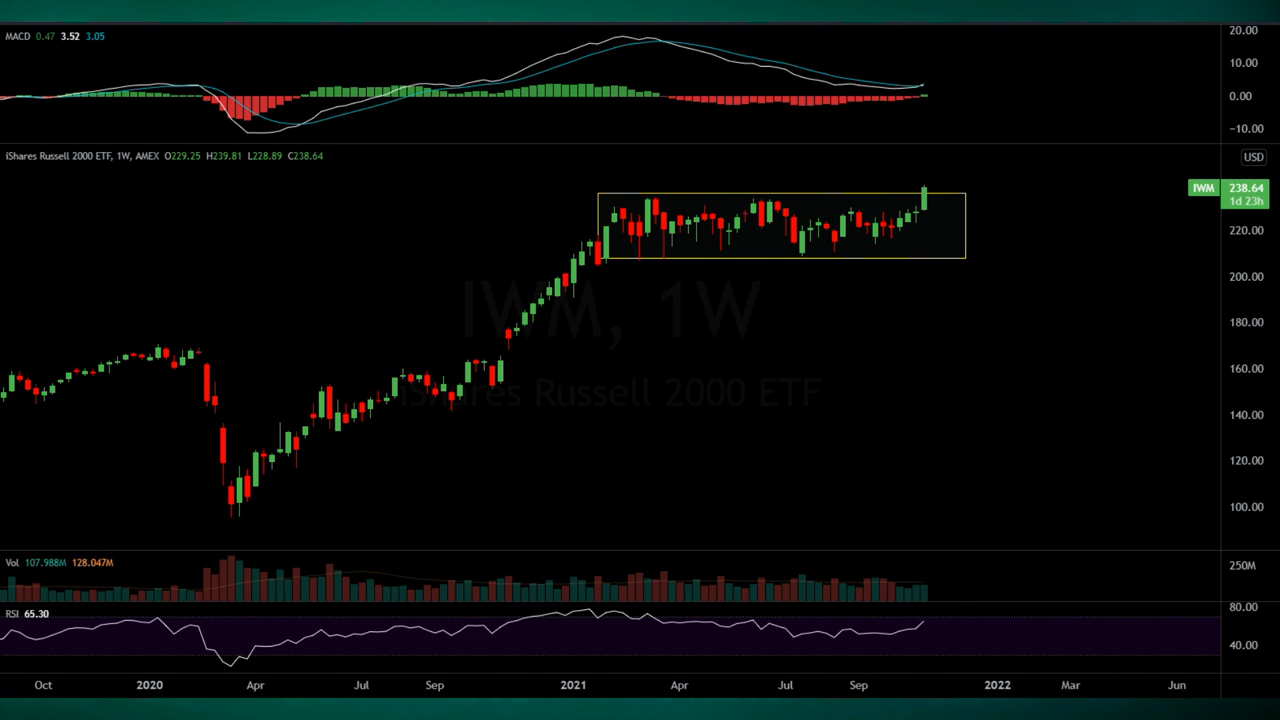 MACD 0.47 3.52 3.05
20.00
10.00
0.00
−10.00
iShares Russell 2000 ETF, 1W, AMEX O229.25 H239.81 L228.89 C238.64
USD
IWM 238.64
1d 23h
220.00
200.00
180.00
160.00
140.00
120.00
100.00
IWM, 1W
iShares Russell 2000 ETF
Vol 107.988M 128.047M
250M
RSI 65.30
80.00
40.00
Oct 2020 Apr Jul Sep 2021 Apr Jul Sep 2022 Mar Jun